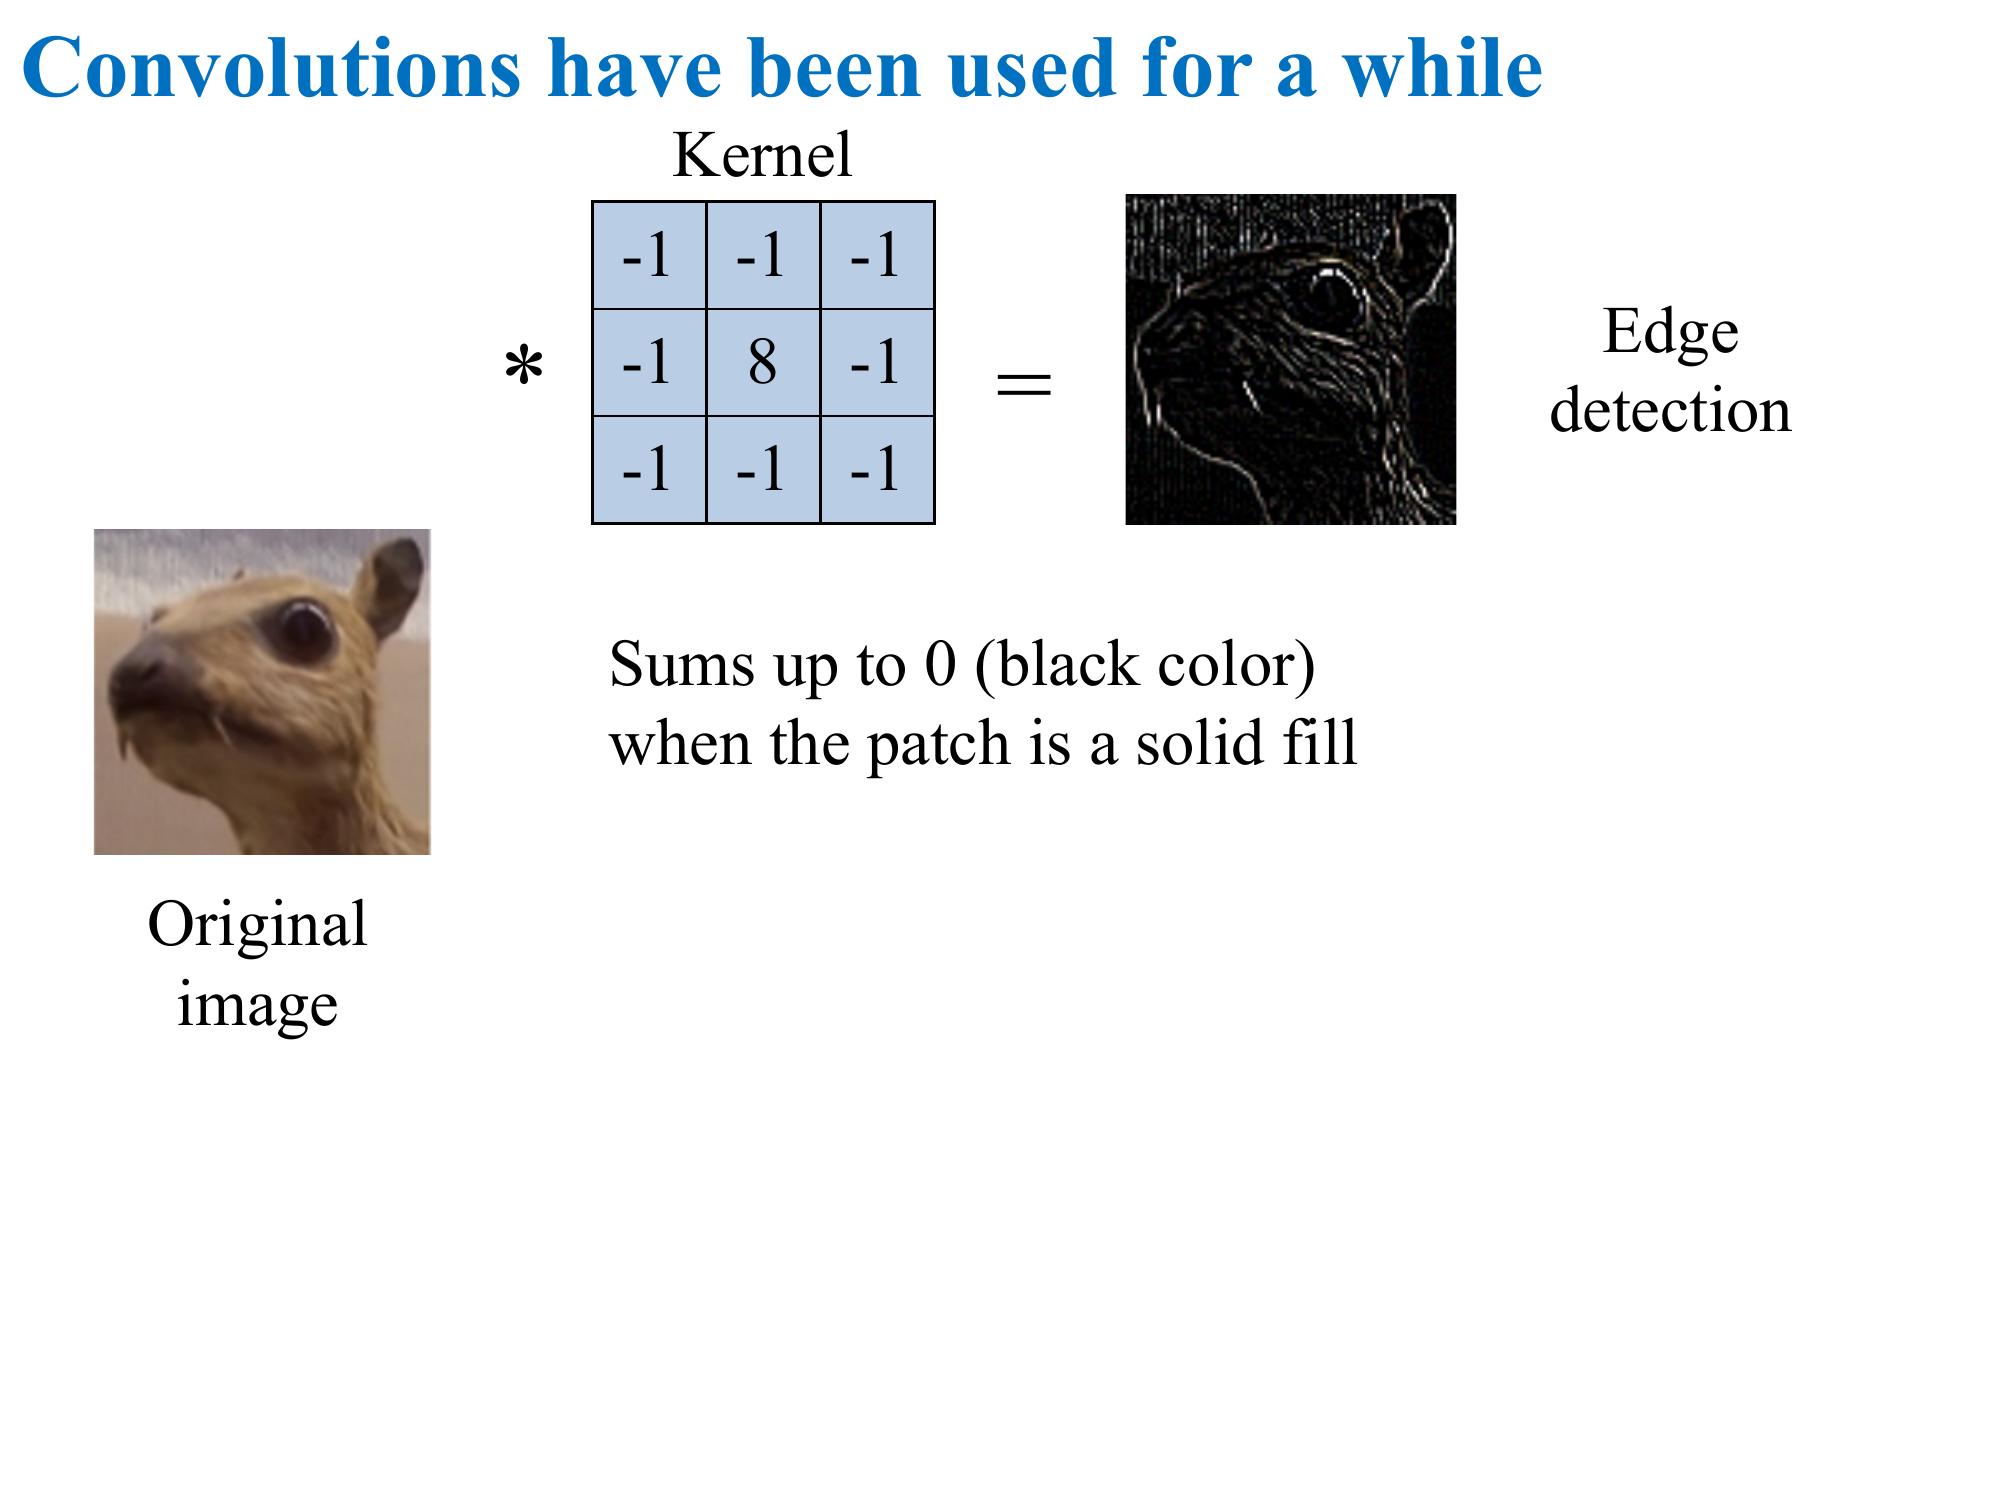 Convolutions have been used for a while
Kernel
-1 -1 -1
* -1 8 -1 =
-1 -1 -1
Edge
detection
Sums up to 0 (black color)
when the patch is a solid fill
Original
image